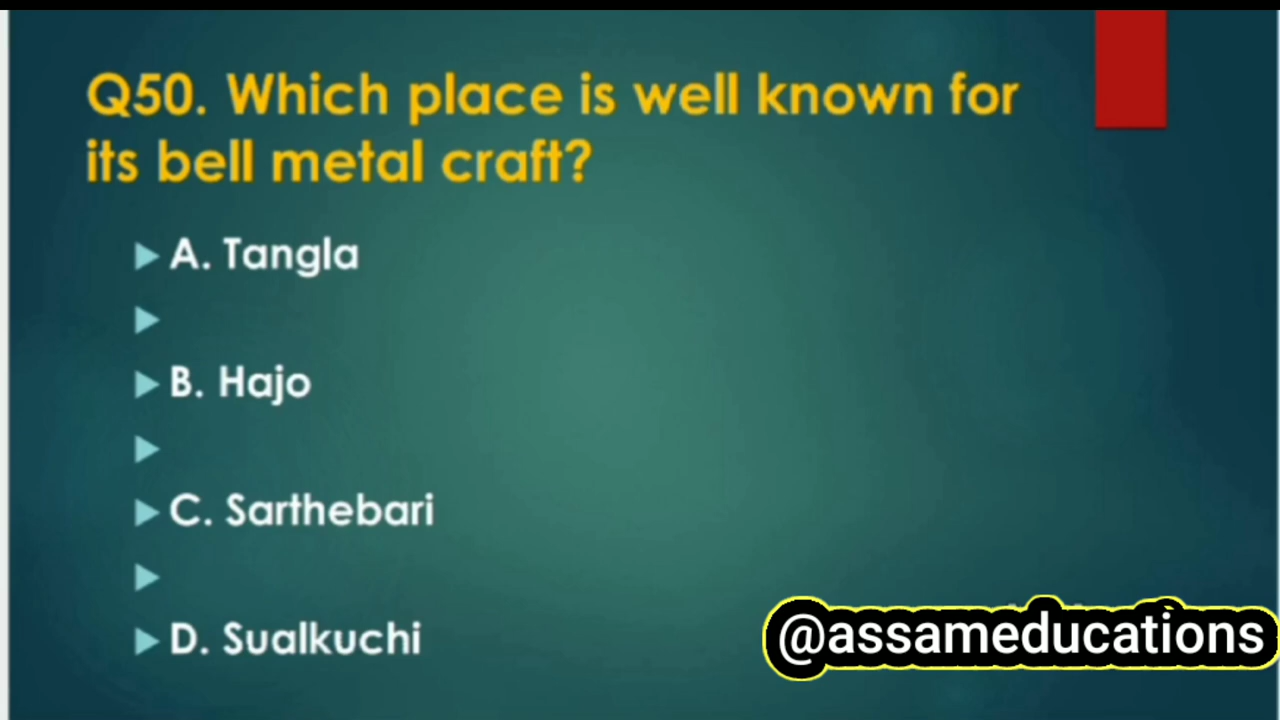 Q50. Which place is well known for
its bell metal craft?
A. Tangla
B. Hajo
C. Sarthebari
D. Sualkuchi
@assameducations